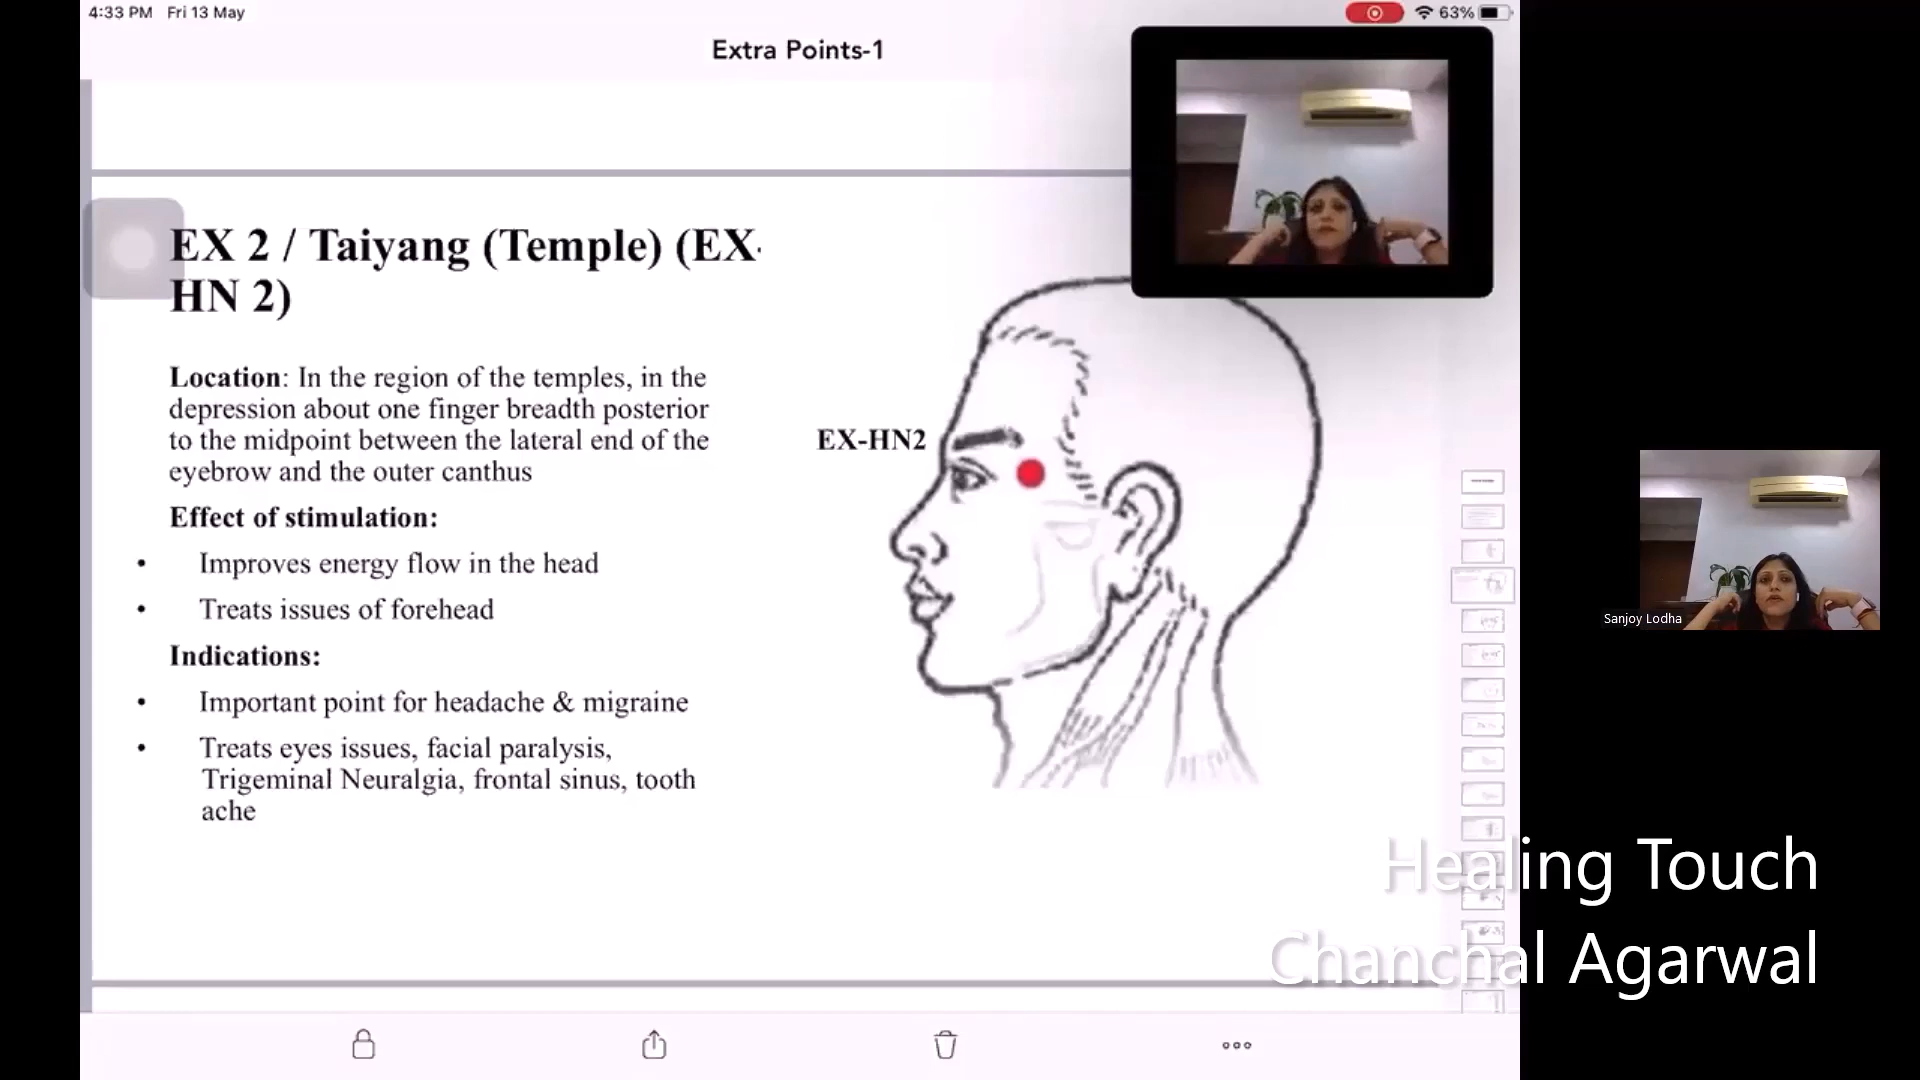 4:33 PM Fri 13 May
63%
Extra Points-1
EX 2 / Taiyang (Temple) (EX-
HN 2)
Location: In the region of the temples, in the
depression about one finger breadth posterior
to the midpoint between the lateral end of the
eyebrow and the outer canthus
Effect of stimulation:
• Improves energy flow in the head
• Treats issues of forehead
Indications:
• Important point for headache & migraine
• Treats eyes issues, facial paralysis,
Trigeminal Neuralgia, frontal sinus, tooth
ache
EX-HN2
Sanjoy Lodha
Healing Touch
Chanchal Agarwal